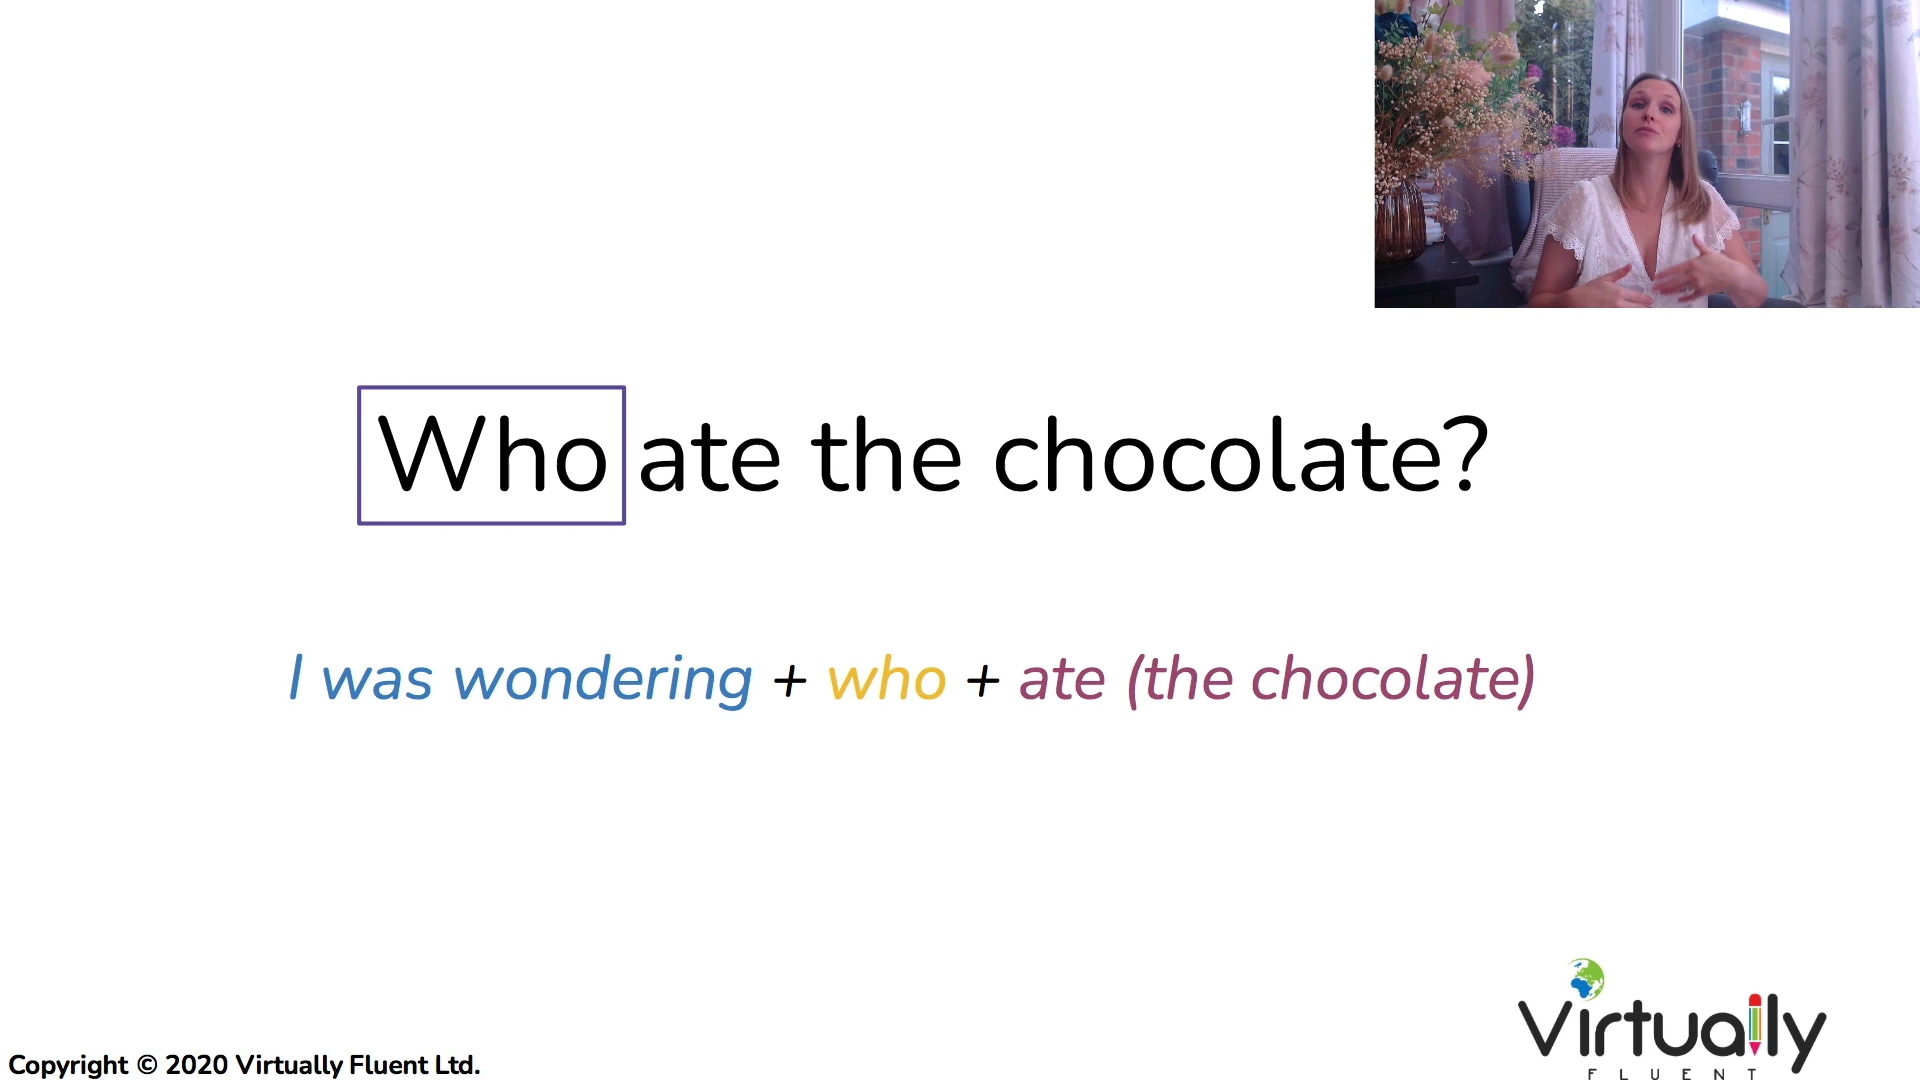 Who ate the chocolate?
I was wondering + who + ate (the chocolate)
Virtually
FLUENT
Copyright © 2020 Virtually Fluent Ltd.